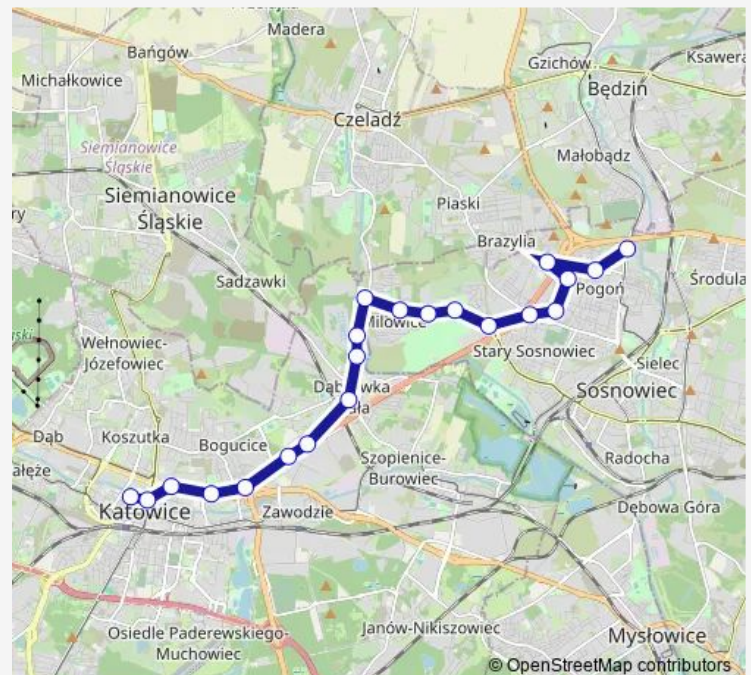 Madera
Bańgów
Gzichów
Ksawera
Michałkowice
Będzin
Czeladź
Siemianowice
Śląskie
Małobądz
Siemianowice
Śląskie
Piaski
Brazylia
Sadzawki
Pogoń
Środula
Milowice
Wełnowiec-
Józefowiec
Stary Sosnowiec
Sielec
Sosnowiec
Dąb
Koszutka
Bogucice
Szopienice-
Burowiec
Radocha
Katowice
Zawodzie
Dębowa Góra
Osiedle Paderewskiego-
Muchowiec
Janów-Nikiszowiec
Mysłowice
© OpenStreetMap contributors